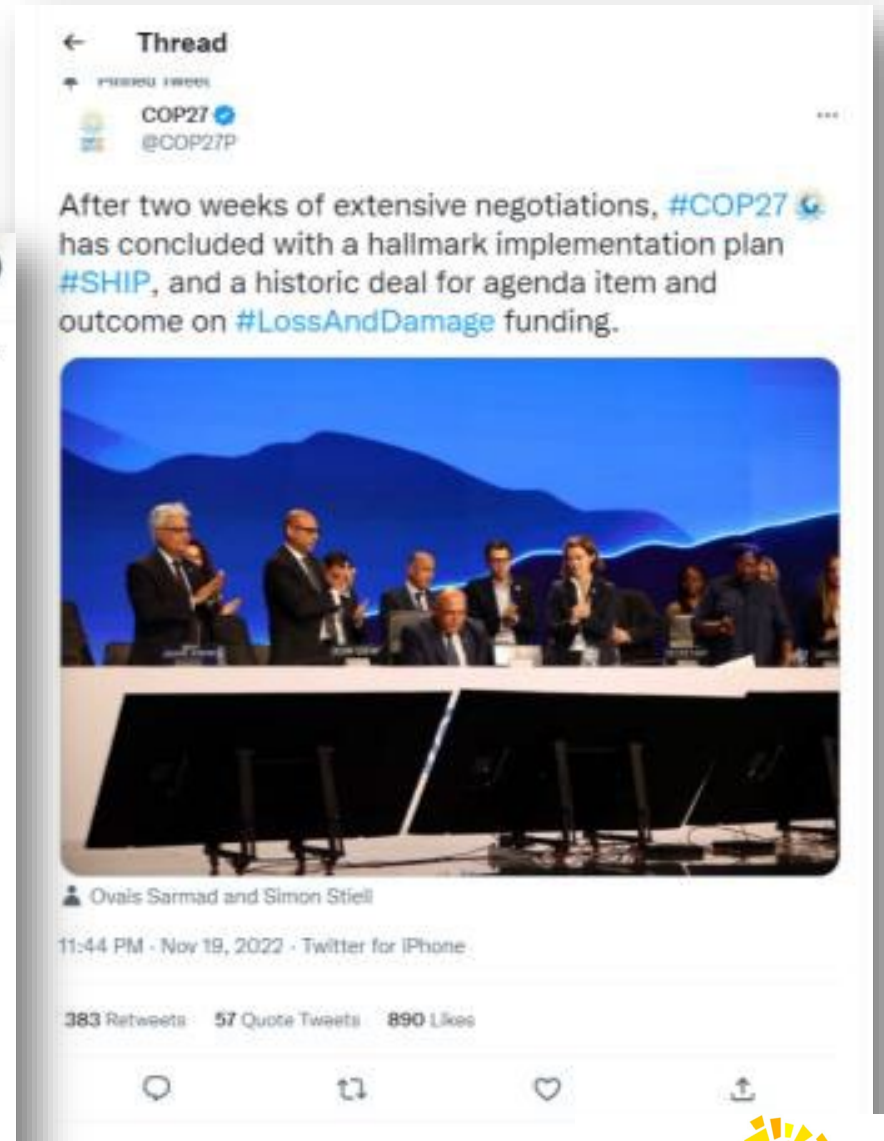 Thread
Pinned Tweet
COP27
@COP27P
After two weeks of extensive negotiations, #COP27
has concluded with a hallmark implementation plan
#SHIP, and a historic deal for agenda item and
outcome on #LossAndDamage funding.
Ovais Sarmad and Simon Stiell
11:44 PM · Nov 19, 2022 · Twitter for iPhone
383 Retweets 57 Quote Tweets 890 Likes